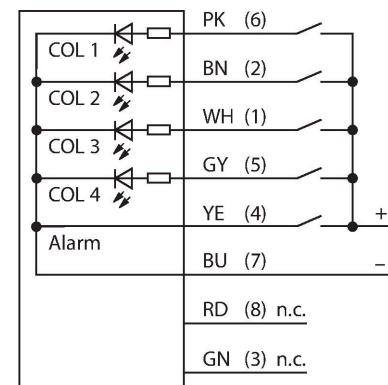 PK (6)
COL 1
BN (2)
COL 2
WH (1)
COL 3
GY (5)
COL 4
YE (4)
+
Alarm
BU (7)
–
RD (8) n.c.
GN (3) n.c.